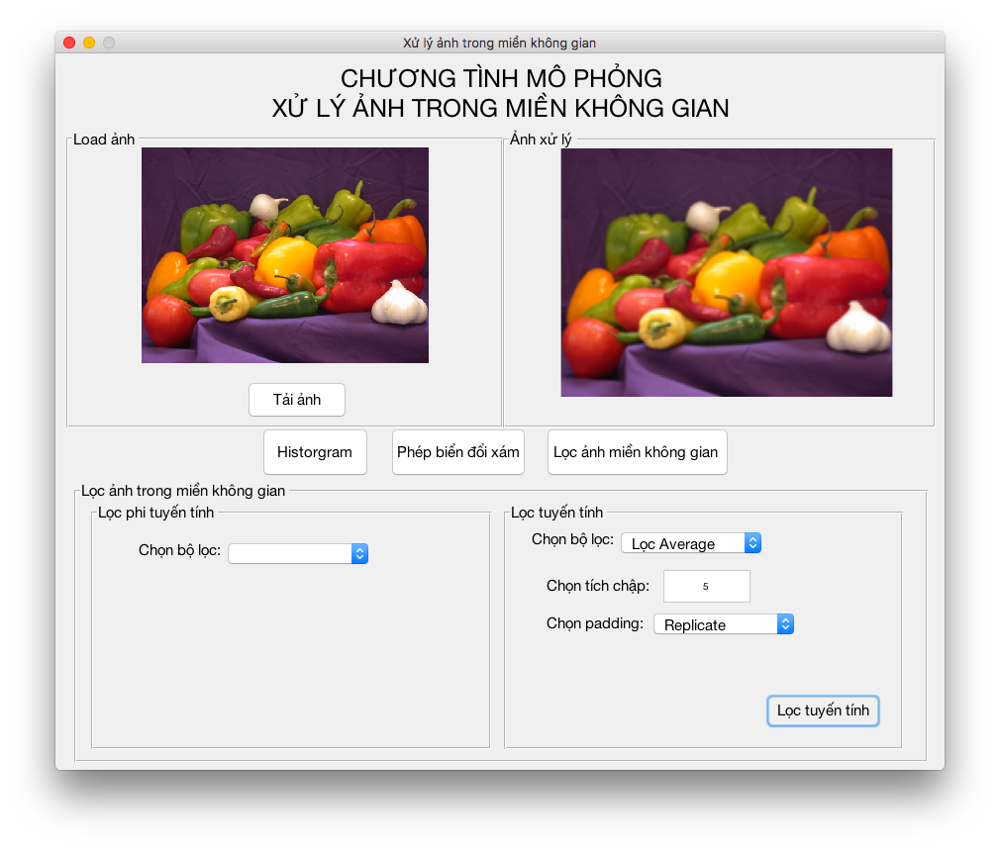 Xử lý ảnh trong miền không gian
CHƯƠNG TÌNH MÔ PHỎNG
XỬ LÝ ẢNH TRONG MIỀN KHÔNG GIAN
Load ảnh
Ảnh xử lý
Tải ảnh
Historgram
Phép biển đổi xám
Lọc ảnh miền không gian
Lọc ảnh trong miền không gian
Lọc phi tuyến tính
Chọn bộ lọc:
Lọc tuyến tính
Chọn bộ lọc: Lọc Average
Chọn tích chập: 5
Chọn padding: Replicate
Lọc tuyến tính